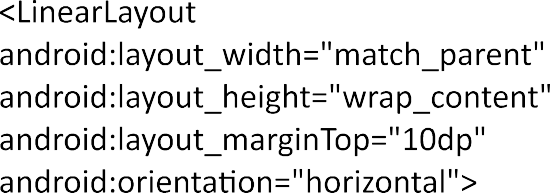 <LinearLayout
android:layout_width="match_parent"
android:layout_height="wrap_content"
android:layout_marginTop="10dp"
android:orientation="horizontal">